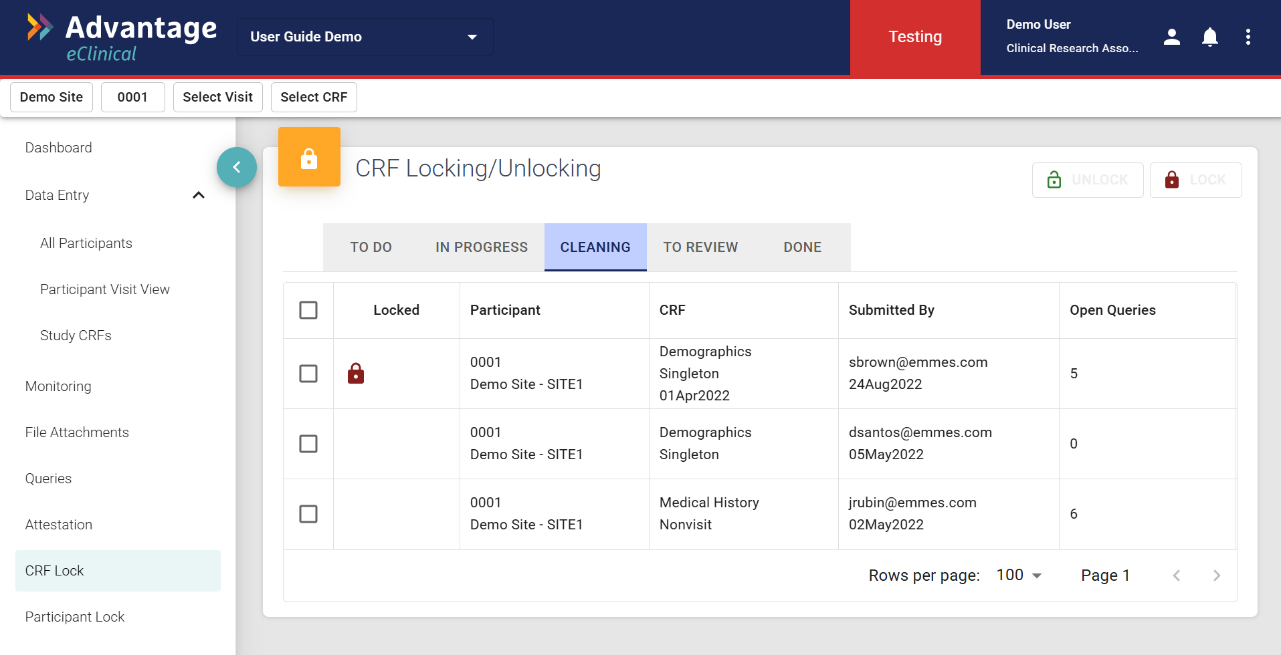 Advantage
eClinical
User Guide Demo
Testing
Demo User
Clinical Research Asso...
Demo Site
0001
Select Visit
Select CRF
Dashboard
Data Entry
All Participants
Participant Visit View
Study CRFs
Monitoring
File Attachments
Queries
Attestation
CRF Lock
Participant Lock
CRF Locking/Unlocking
UNLOCK
LOCK
TO DO
IN PROGRESS
CLEANING
TO REVIEW
DONE
Locked
Participant
CRF
Submitted By
Open Queries
0001
Demo Site - SITE1
Demographics
Singleton
01Apr2022
sbrown@emmes.com
24Aug2022
5
0001
Demo Site - SITE1
Demographics
Singleton
dsantos@emmes.com
05May2022
0
0001
Demo Site - SITE1
Medical History
Nonvisit
jrubin@emmes.com
02May2022
6
Rows per page:
100
Page 1